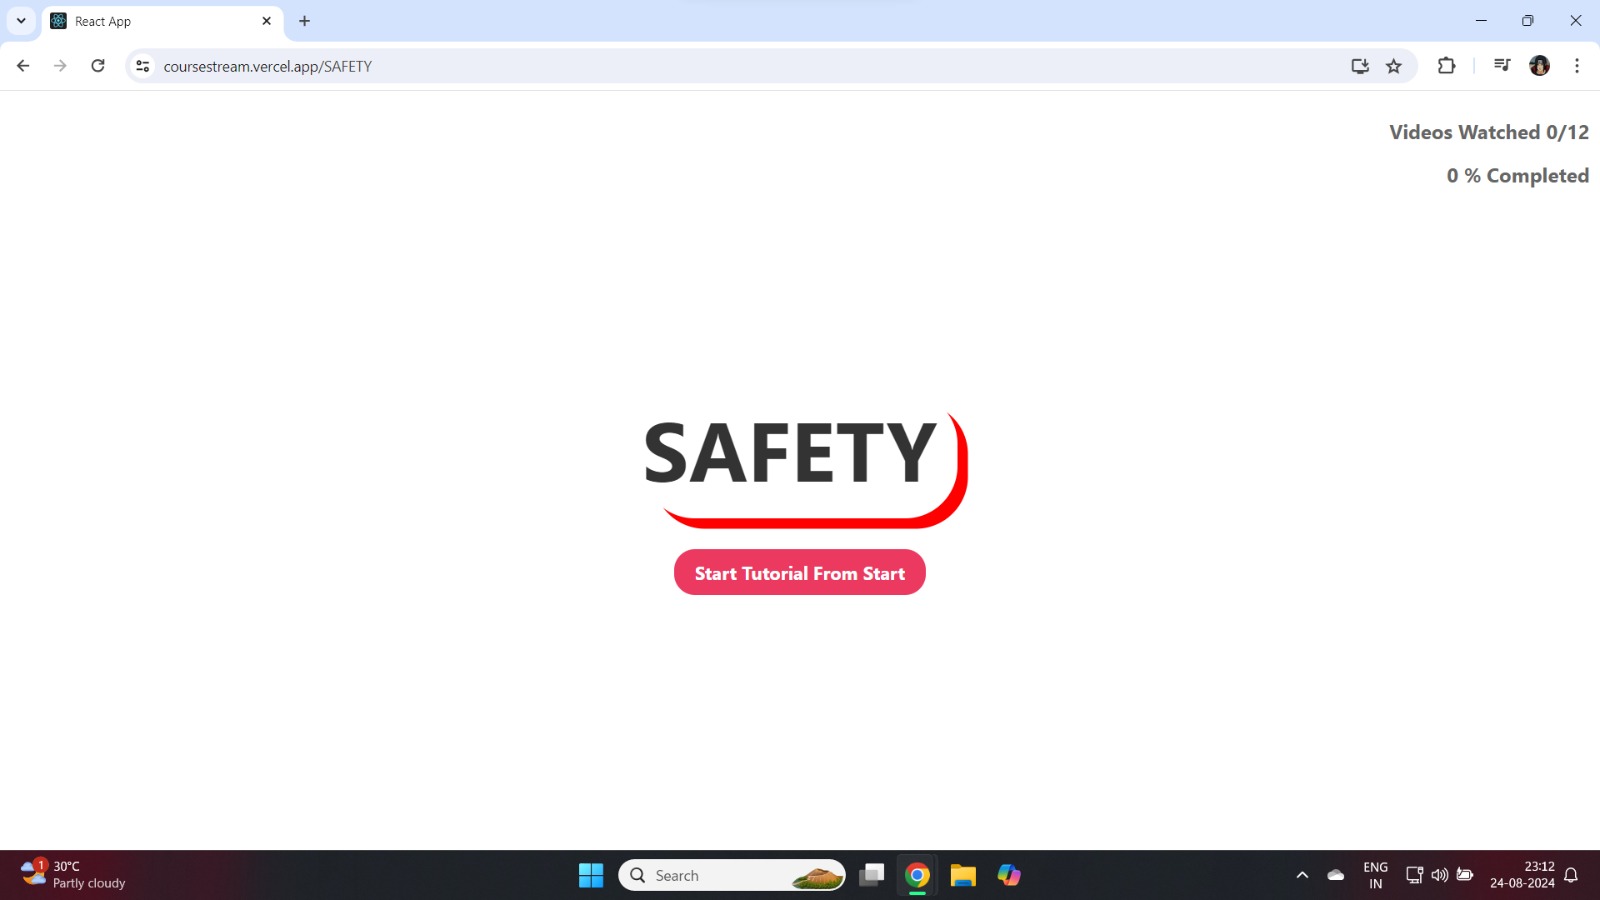 React App
coursestream.vercel.app/SAFETY
Videos Watched 0/12
0 % Completed
SAFETY
Start Tutorial From Start
1
30°C
Partly cloudy
Search
ENG
IN
23:12
24-08-2024